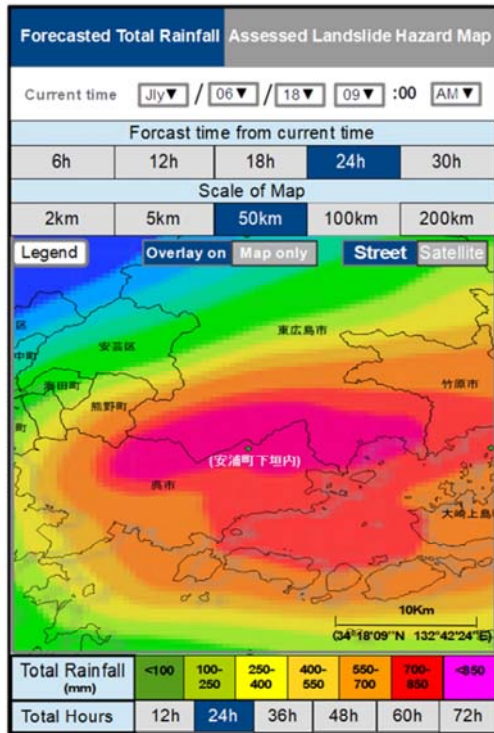 Forecasted Total Rainfall Assessed Landslide Hazard Map
Current time Jly▼ / 06▼ / 18▼ 09▼ :00 AM▼
Forcast time from current time
6h 12h 18h 24h 30h
Scale of Map
2km 5km 50km 100km 200km
Legend Overlay on Map only Street Satellite
区
東広島市
安芸区
中町
海田町
竹原市
熊野町
町
(安浦町下垣内)
呉市
大崎上島町
10Km
(34°18'09"N 132°42'24"E)
Total Rainfall (mm) <100 100-250 250-400 400-550 550-700 700-850 <850
Total Hours 12h 24h 36h 48h 60h 72h